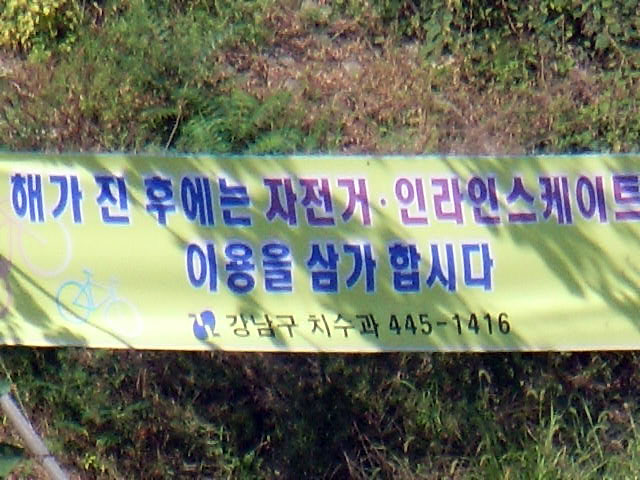 해가 진 후에는 자전거·인라인스케이트
이용을 삼가 합시다
강남구 치수과 445-1416